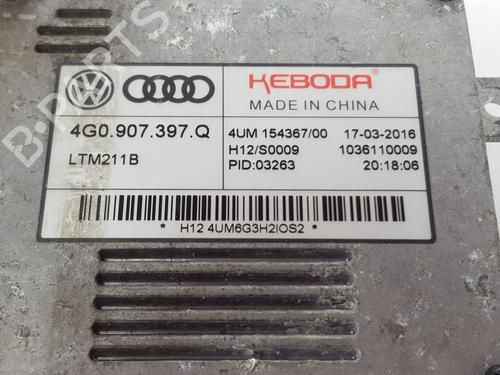 KEBODA
MADE IN CHINA
4G0.907.397.Q
LTM211B
4UM 154367/00 17-03-2016
H12/S0009 1036110009
PID:03263 20:18:06
* H12 4UM6G3H2IOS2 *
B-PARTS